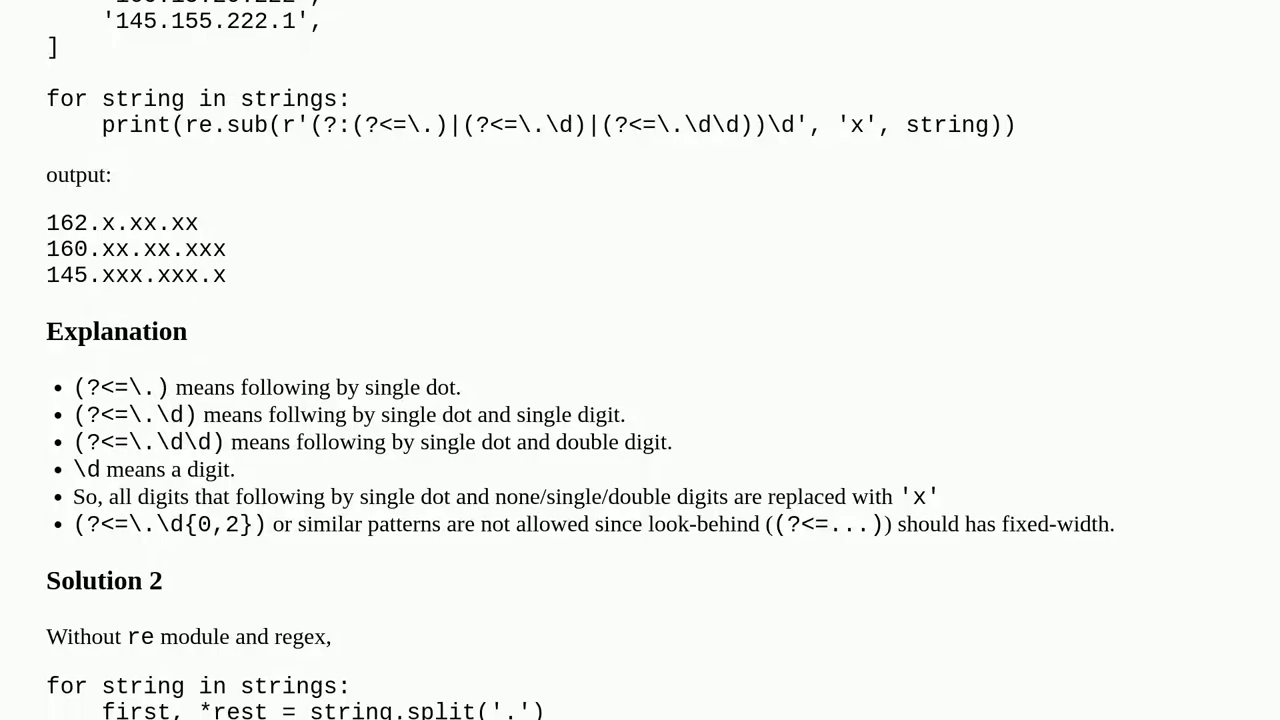 '145.155.222.1',
]
for string in strings:
print(re.sub(r'(?:(?<=\.)|(?<=\.\d)|(?<=\.\d\d))\d', 'x', string))
output:
162.x.xx.xx
160.xx.xx.xxx
145.xxx.xxx.x
Explanation
• (?<=\.) means following by single dot.
• (?<=\.\d) means follwing by single dot and single digit.
• (?<=\.\d\d) means following by single dot and double digit.
• \d means a digit.
• So, all digits that following by single dot and none/single/double digits are replaced with 'x'
• (?<=\.\d{0,2}) or similar patterns are not allowed since look-behind ((?<=...)) should has fixed-width.
Solution 2
Without re module and regex,
for string in strings:
first, *rest = string.split('.')